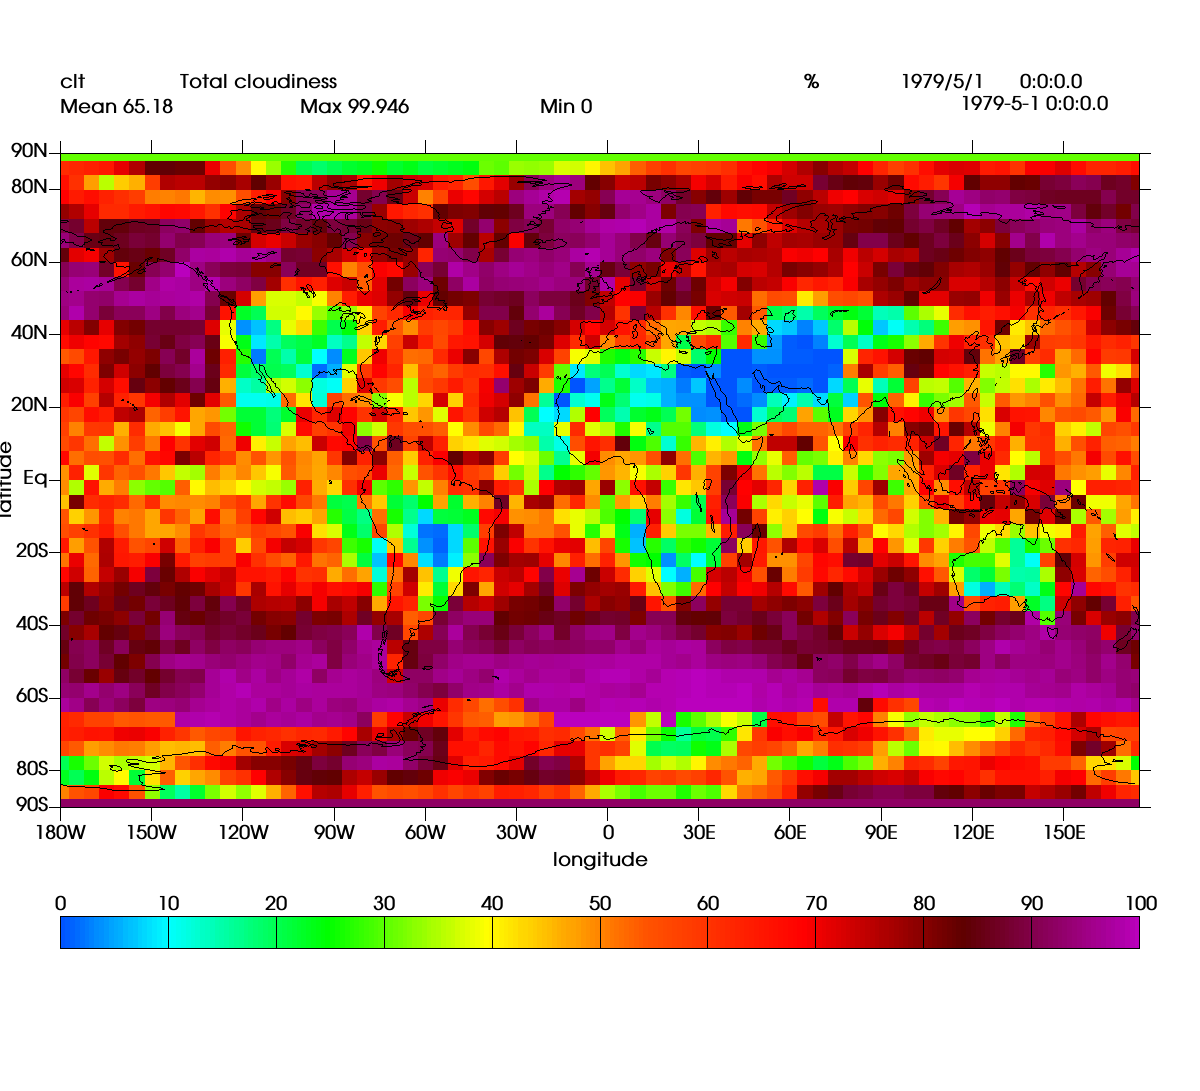 clt Total cloudiness % 1979/5/1 0:0:0.0
Mean 65.18 Max 99.946 Min 0 1979-5-1 0:0:0.0
90N
80N
60N
40N
20N
Eq
20S
40S
60S
80S
90S
latitude
180W 150W 120W 90W 60W 30W 0 30E 60E 90E 120E 150E
longitude
0 10 20 30 40 50 60 70 80 90 100